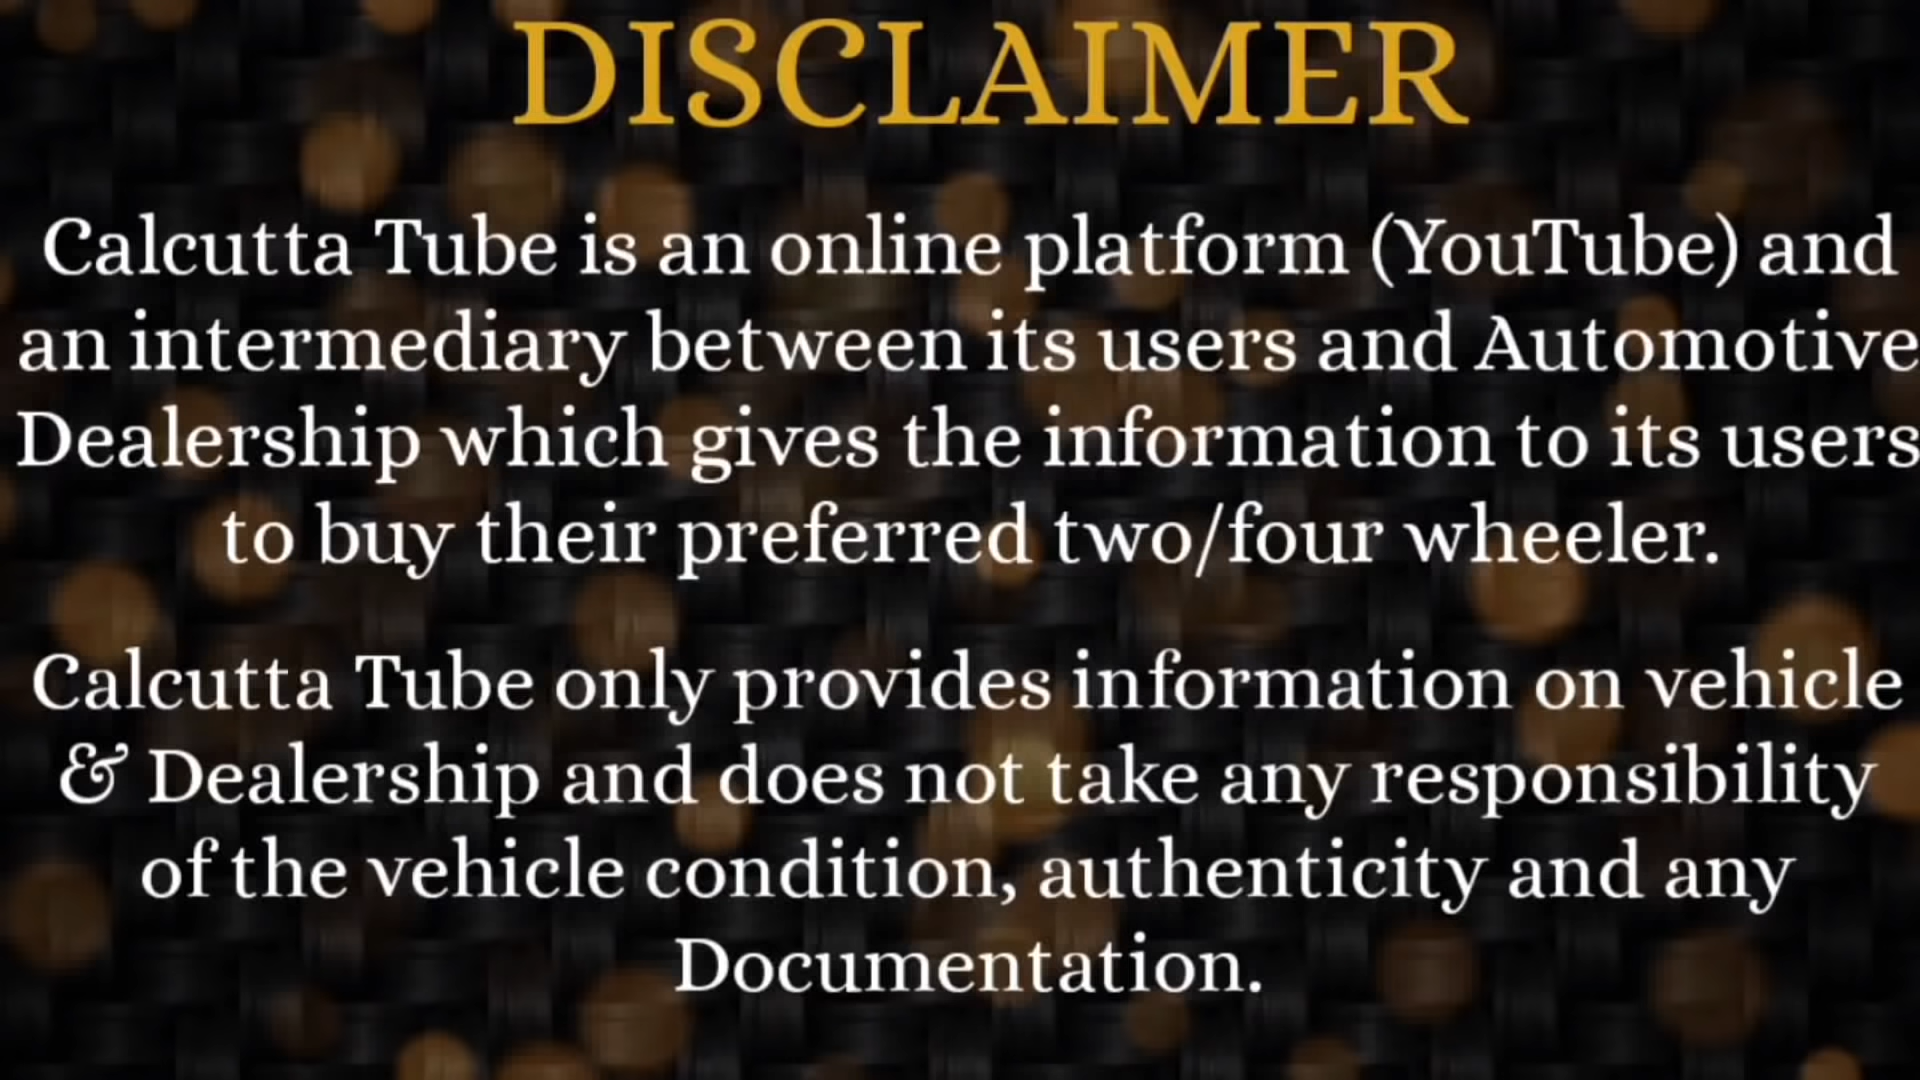 DISCLAIMER
Calcutta Tube is an online platform (YouTube) and
an intermediary between its users and Automotive
Dealership which gives the information to its users
to buy their preferred two/four wheeler.
Calcutta Tube only provides information on vehicle
& Dealership and does not take any responsibility
of the vehicle condition, authenticity and any
Documentation.